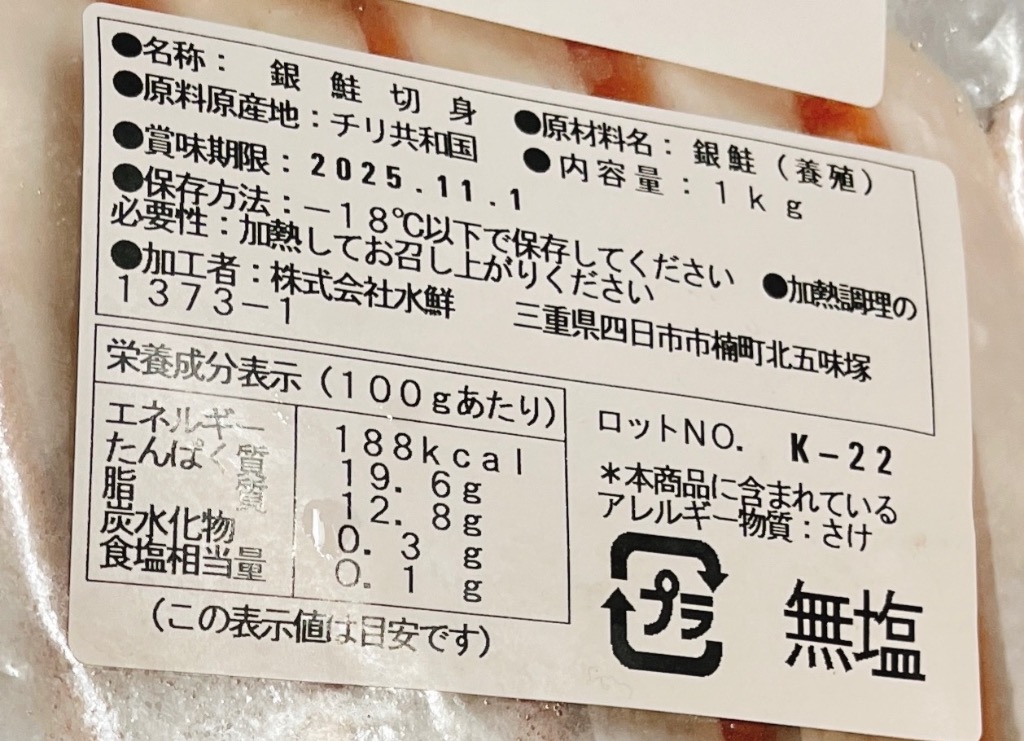 ●名称：　銀　鮭　切　身　●原材料名：　銀鮭（養殖）
●原料原産地：チリ共和国　●内容量：１ｋｇ
●賞味期限：2025.11.1
●保存方法：－１８℃以下で保存してください　●加熱調理の
必要性：加熱してお召し上がりください
●加工者：株式会社水鮮　　三重県四日市市楠町北五味塚
１３７３－１
栄養成分表示（１００ｇあたり）
エネルギー　１８８ｋｃａｌ
たんぱく質　１９．６ｇ
脂　　　質　１２．８ｇ
炭水化物　０．３ｇ
食塩相当量　０．１ｇ
（この表示値は目安です）
ロットNO.　K-22
＊本商品に含まれている
アレルギー物質：さけ
プラ
無塩